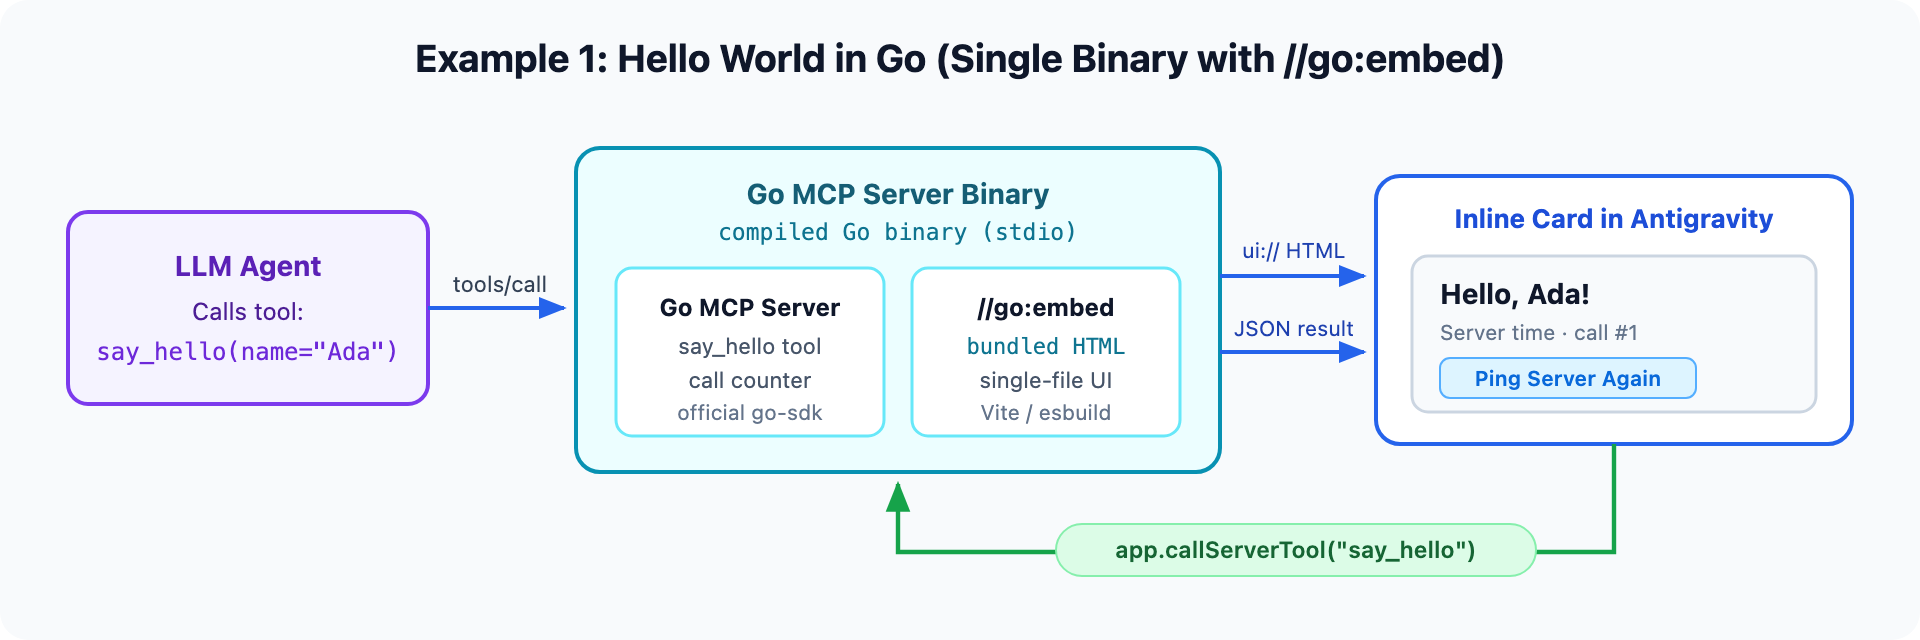 Example 1: Hello World in Go (Single Binary with //go:embed)
LLM Agent
Calls tool:
say_hello(name="Ada")
tools/call
Go MCP Server Binary
compiled Go binary (stdio)
Go MCP Server
say_hello tool
call counter
official go-sdk
//go:embed
bundled HTML
single-file UI
Vite / esbuild
ui:// HTML
JSON result
Inline Card in Antigravity
Hello, Ada!
Server time · call #1
Ping Server Again
app.callServerTool("say_hello")